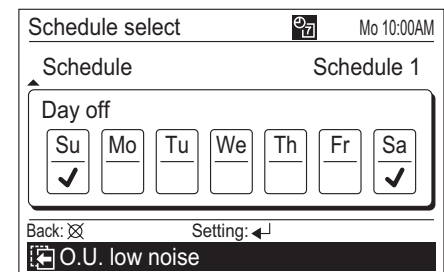 Schedule select 7 Mo 10:00AM
Schedule Schedule 1
Day off
Su Mo Tu We Th Fr Sa
Back: Setting:
O.U. low noise